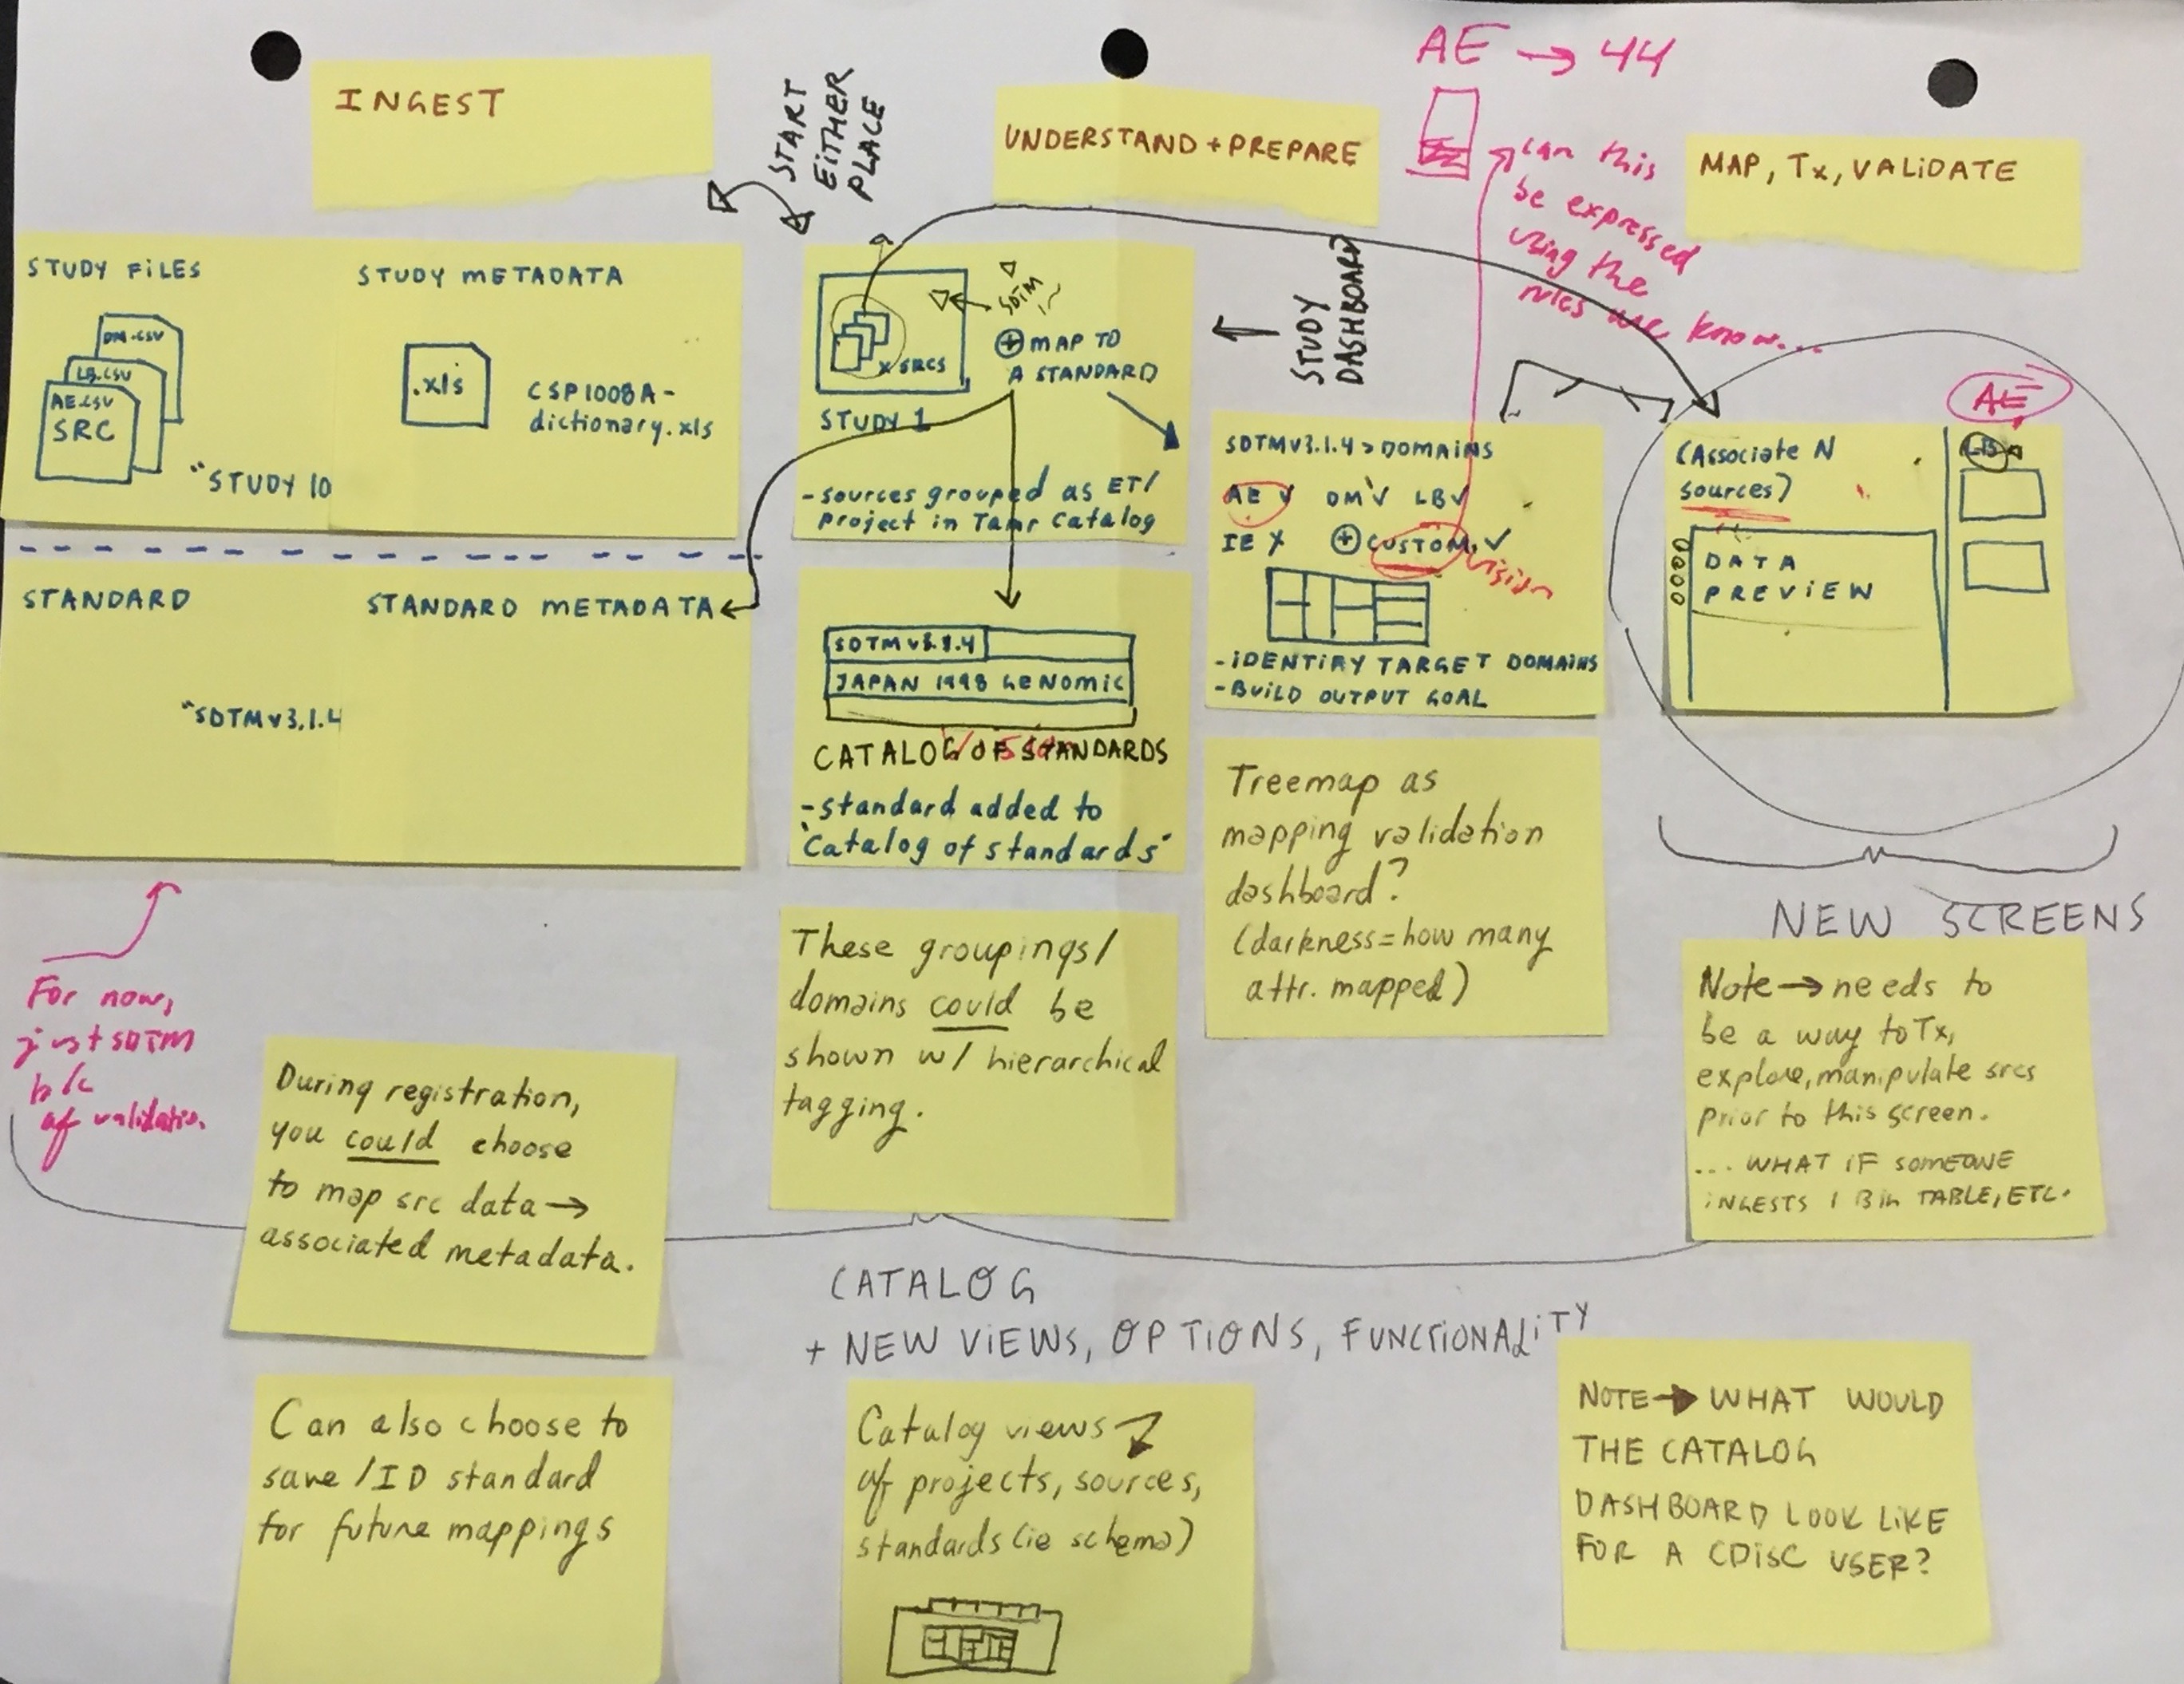 INGEST
START
EITHER
PLACE
UNDERSTAND + PREPARE
AE → 44
can this
be expressed
using the
rules we know...
MAP, Tx, VALIDATE
STUDY FILES
DM.CSV
LB.CSV
AE.CSV
SRC
"STUDY 10
STUDY METADATA
.xls
CSP1008A-
dictionary.xls
STANDARD
"SDTMv3.1.4
STANDARD METADATA
For now,
just SDTM
b/c
of validatio.
X SRCS
SDTM
⊕ MAP TO
A STANDARD
STUDY 1
- sources grouped as ET/
project in Tamr Catalog
STUDY
DASHBOARD
SDTMv3.1.4
JAPAN 1998 GENOMIC
CATALOG OF STANDARDS
- standard added to
"Catalog of standards"
SDTMV3.1.4 > DOMAINS
AE ✓ DM ✓ LB ✓
IE X ⊕ CUSTOM ✓
vision
- IDENTIFY TARGET DOMAINS
- BUILD OUTPUT GOAL
AE
(Associate N
sources)
LB
DATA
PREVIEW
NEW SCREENS
Treemap as
mapping validation
dashboard?
(darkness = how many
attr. mapped)
These groupings/
domains could be
shown w/ hierarchical
tagging.
Note → needs to
be a way to Tx,
explore, manipulate srcs
prior to this screen.
... WHAT IF SOMEONE
INGESTS 1 BIG TABLE, ETC.
During registration,
you could choose
to map src data →
associated metadata.
CATALOG
+ NEW VIEWS, OPTIONS, FUNCTIONALITY
Can also choose to
save / ID standard
for future mappings
Catalog views
of projects, sources,
standards (ie schema)
NOTE → WHAT WOULD
THE CATALOG
DASHBOARD LOOK LIKE
FOR A CDISC USER?